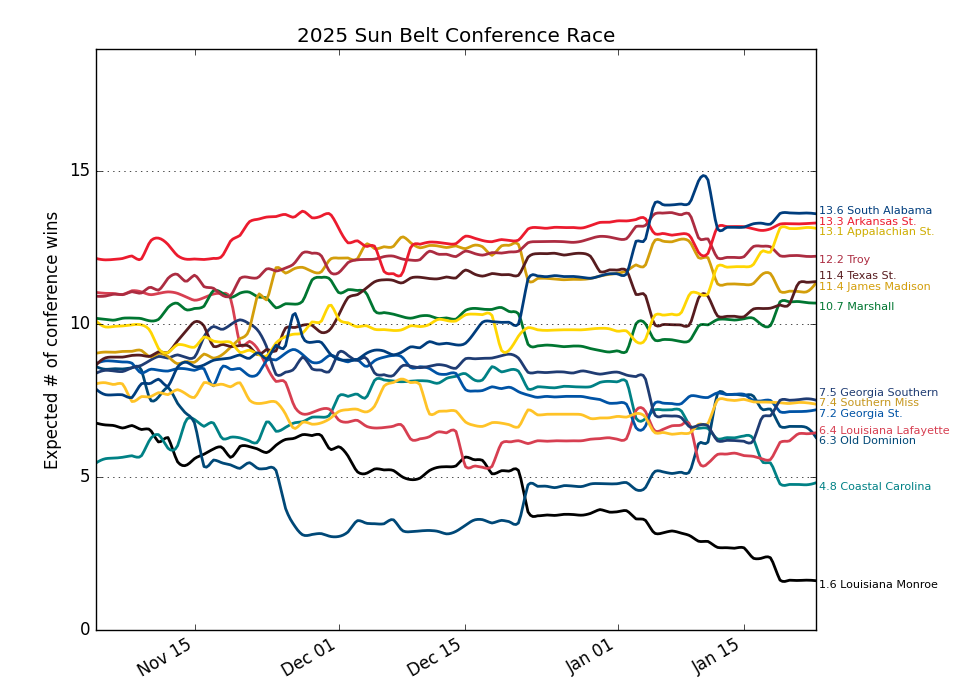 2025 Sun Belt Conference Race
Expected # of conference wins
15
10
5
0
Nov 15
Dec 01
Dec 15
Jan 01
Jan 15
13.6 South Alabama
13.3 Arkansas St.
13.1 Appalachian St.
12.2 Troy
11.4 Texas St.
11.4 James Madison
10.7 Marshall
7.5 Georgia Southern
7.4 Southern Miss
7.2 Georgia St.
6.4 Louisiana Lafayette
6.3 Old Dominion
4.8 Coastal Carolina
1.6 Louisiana Monroe